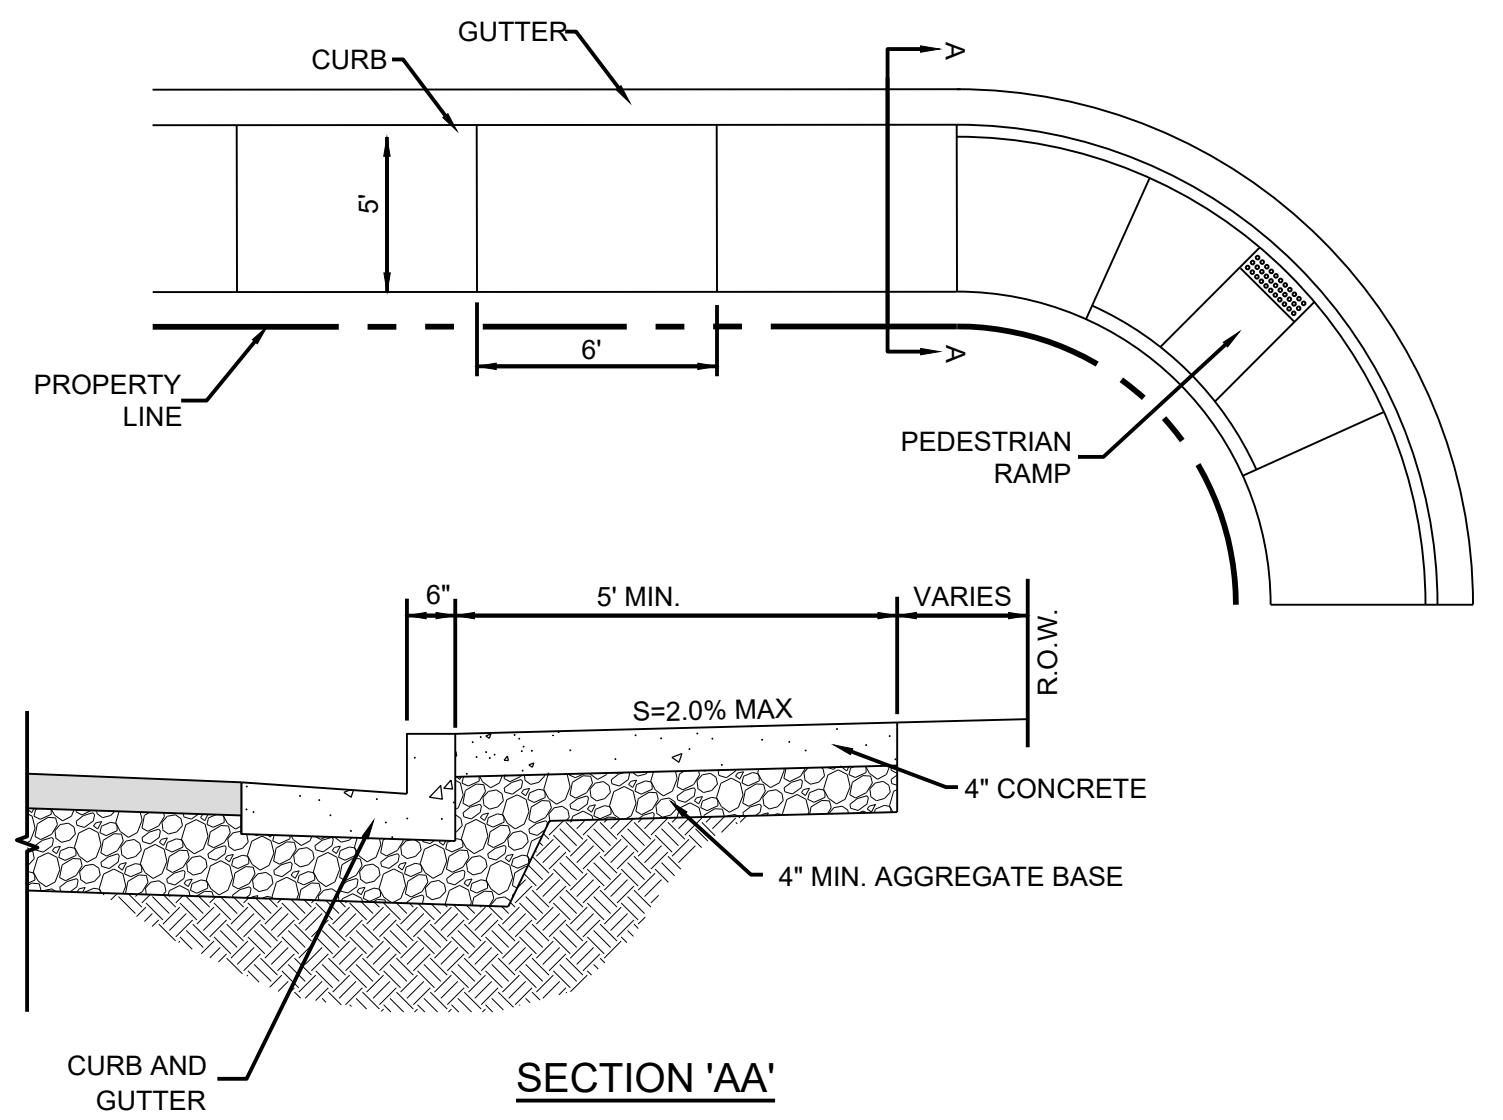 GUTTER
CURB
A
5'
6'
A
PROPERTY
LINE
PEDESTRIAN
RAMP
6"
5' MIN.
VARIES
R.O.W.
S=2.0% MAX
4" CONCRETE
4" MIN. AGGREGATE BASE
CURB AND
GUTTER
SECTION 'AA'